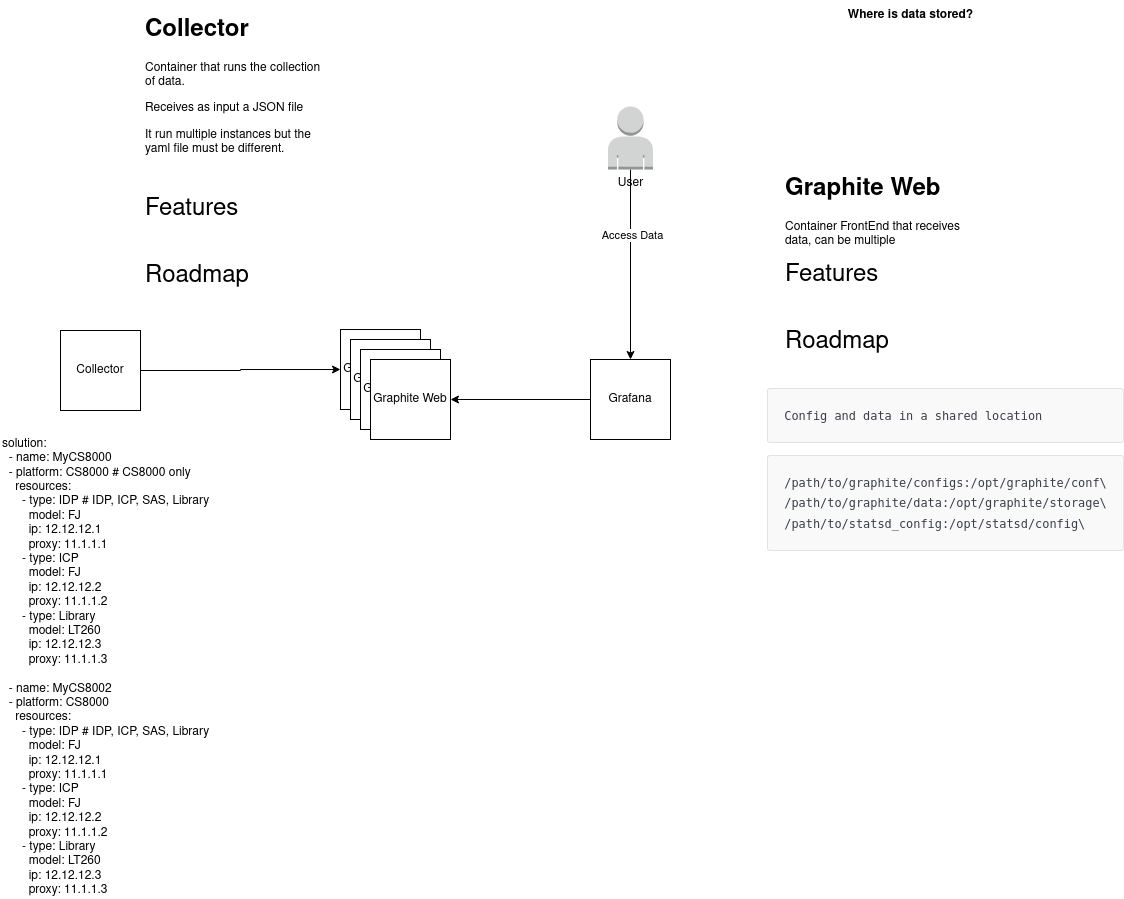 Where is data stored?
Collector
Container that runs the collection
of data.
Receives as input a JSON file
It run multiple instances but the
yaml file must be different.
Features
Roadmap
User
Access Data
Graphite Web
Container FrontEnd that receives
data, can be multiple
Features
Roadmap
Collector
G
G
G
Graphite Web
Grafana
Config and data in a shared location
/path/to/graphite/configs:/opt/graphite/conf\
/path/to/graphite/data:/opt/graphite/storage\
/path/to/statsd_config:/opt/statsd/config\
solution:
- name: MyCS8000
- platform: CS8000 # CS8000 only
resources:
- type: IDP # IDP, ICP, SAS, Library
model: FJ
ip: 12.12.12.1
proxy: 11.1.1.1
- type: ICP
model: FJ
ip: 12.12.12.2
proxy: 11.1.1.2
- type: Library
model: LT260
ip: 12.12.12.3
proxy: 11.1.1.3
- name: MyCS8002
- platform: CS8000
resources:
- type: IDP # IDP, ICP, SAS, Library
model: FJ
ip: 12.12.12.1
proxy: 11.1.1.1
- type: ICP
model: FJ
ip: 12.12.12.2
proxy: 11.1.1.2
- type: Library
model: LT260
ip: 12.12.12.3
proxy: 11.1.1.3